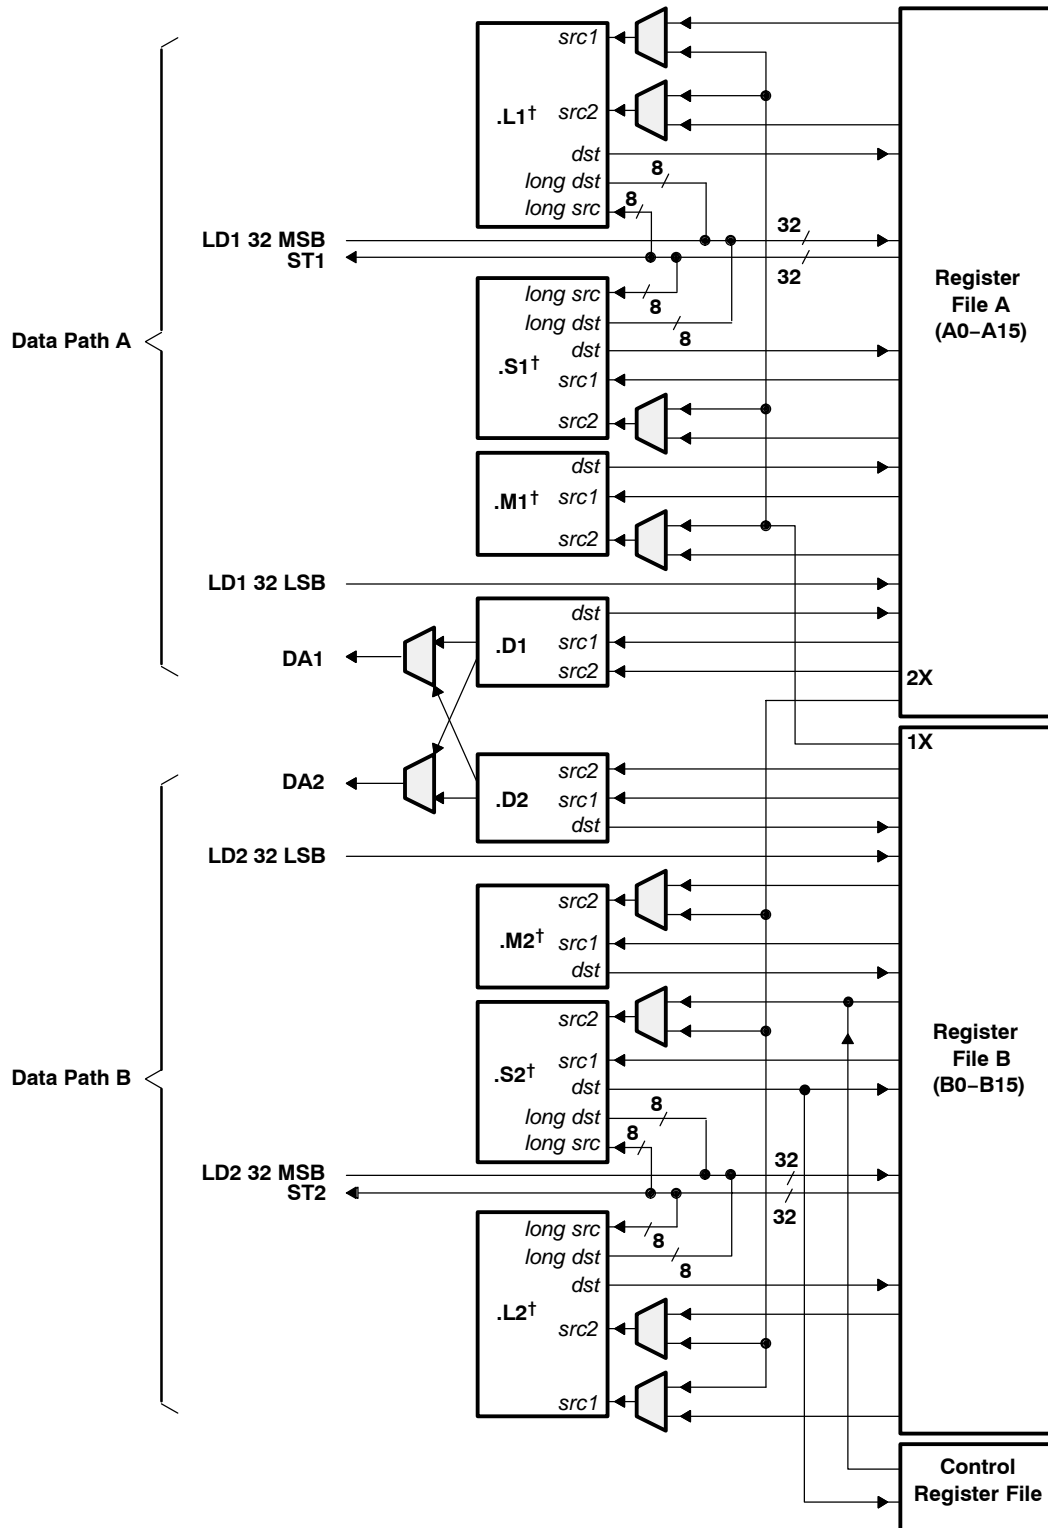 src1
.L1†
src2
dst
long dst
8
long src
8
LD1 32 MSB
32
ST1
32
Register
File A
(A0–A15)
long src
8
long dst
8
Data Path A
dst
.S1†
src1
src2
dst
.M1†
src1
src2
LD1 32 LSB
dst
.D1
src1
DA1
src2
2X
1X
DA2
src2
.D2
src1
dst
LD2 32 LSB
src2
.M2†
src1
dst
src2
Register
File B
(B0–B15)
src1
.S2†
Data Path B
dst
long dst
8
long src
8
LD2 32 MSB
32
ST2
32
long src
8
long dst
8
dst
.L2†
src2
src1
Control
Register File